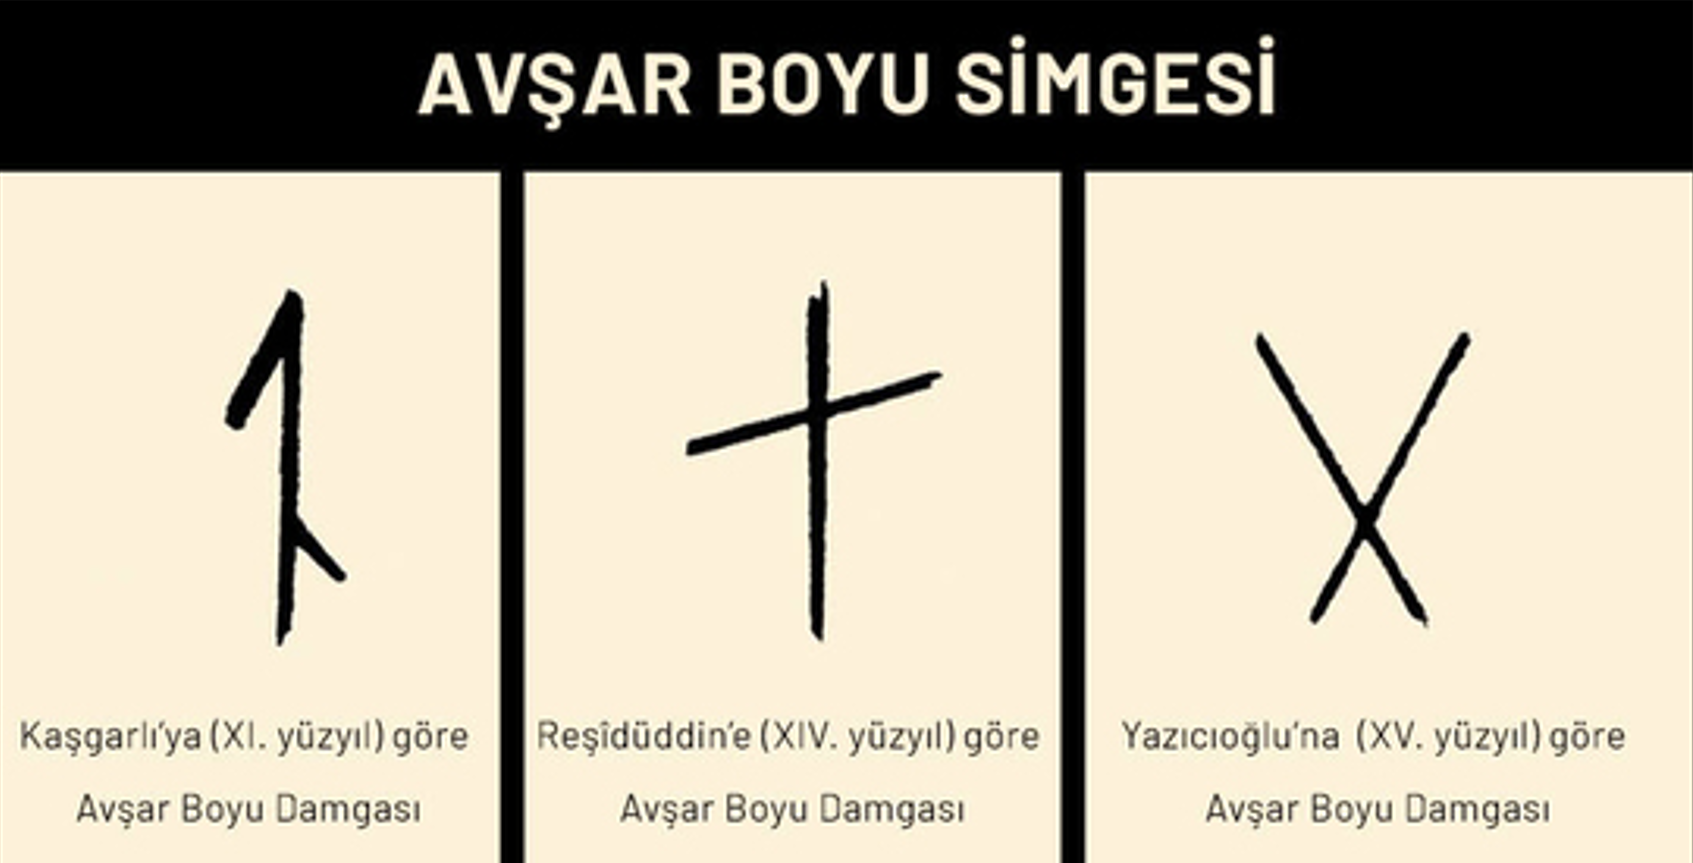 AVŞAR BOYU SİMGESİ
Kaşgarlı’ya (XI. yüzyıl) göre
Avşar Boyu Damgası
Reşîdüddin’e (XIV. yüzyıl) göre
Avşar Boyu Damgası
Yazıcıoğlu’na (XV. yüzyıl) göre
Avşar Boyu Damgası